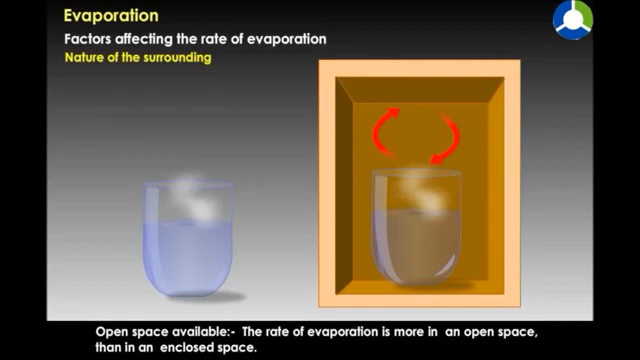 Evaporation
Factors affecting the rate of evaporation
Nature of the surrounding
Open space available:-  The rate of evaporation is more in  an open space,
than in an  enclosed space.